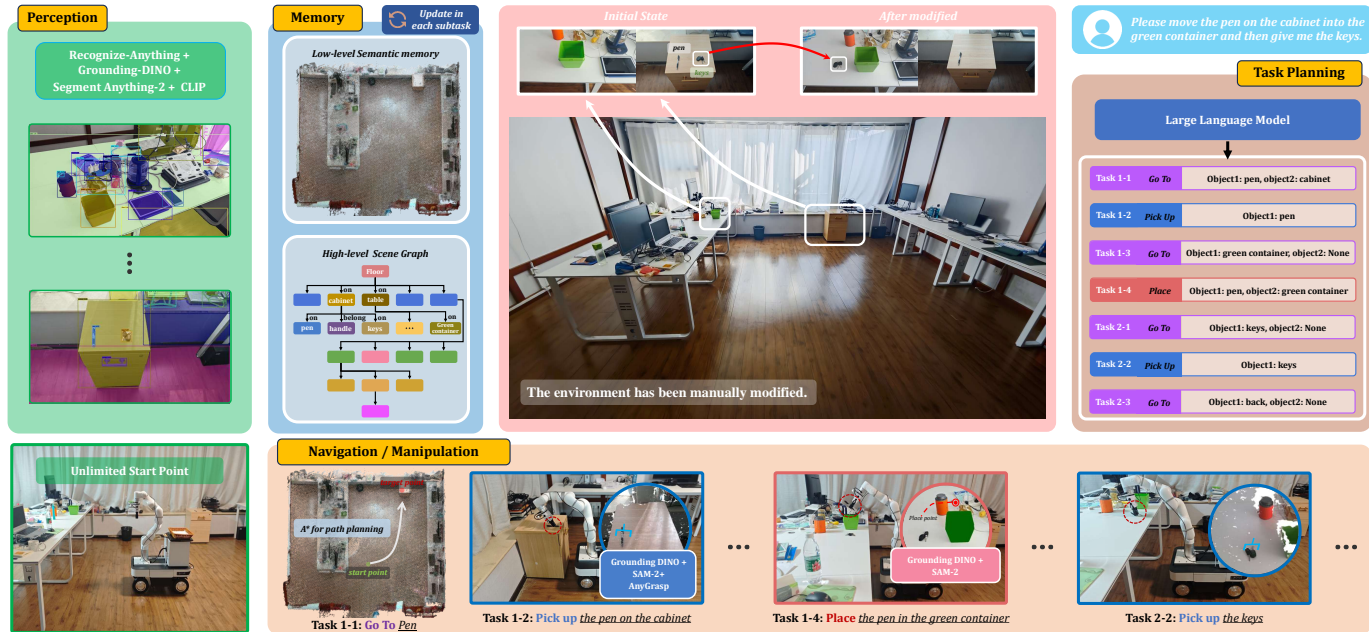 Perception
Recognize-Anything +
Grounding-DINO +
Segment Anything-2 + CLIP
Memory
Update in
each subtask
Low-level Semantic memory
High-level Scene Graph
Floor
on
on
cabinet
table
on
belong
on
on
pen
handle
keys
...
Green
container
Initial State
After modified
pen
keys
The environment has been manually modified.
Please move the pen on the cabinet into the
green container and then give me the keys.
Task Planning
Large Language Model
Task 1-1 Go To Object1: pen, object2: cabinet
Task 1-2 Pick Up Object1: pen
Task 1-3 Go To Object1: green container, object2: None
Task 1-4 Place Object1: pen, object2: green container
Task 2-1 Go To Object1: keys, object2: None
Task 2-2 Pick Up Object1: keys
Task 2-3 Go To Object1: back, object2: None
Unlimited Start Point
Navigation / Manipulation
A* for path planning
start point
Task 1-1: Go To Pen
Grounding DINO +
SAM-2+
AnyGrasp
Task 1-2: Pick up the pen on the cabinet
...
Place point
Grounding DINO +
SAM-2
Task 1-4: Place the pen in the green container
...
Task 2-2: Pick up the keys
...